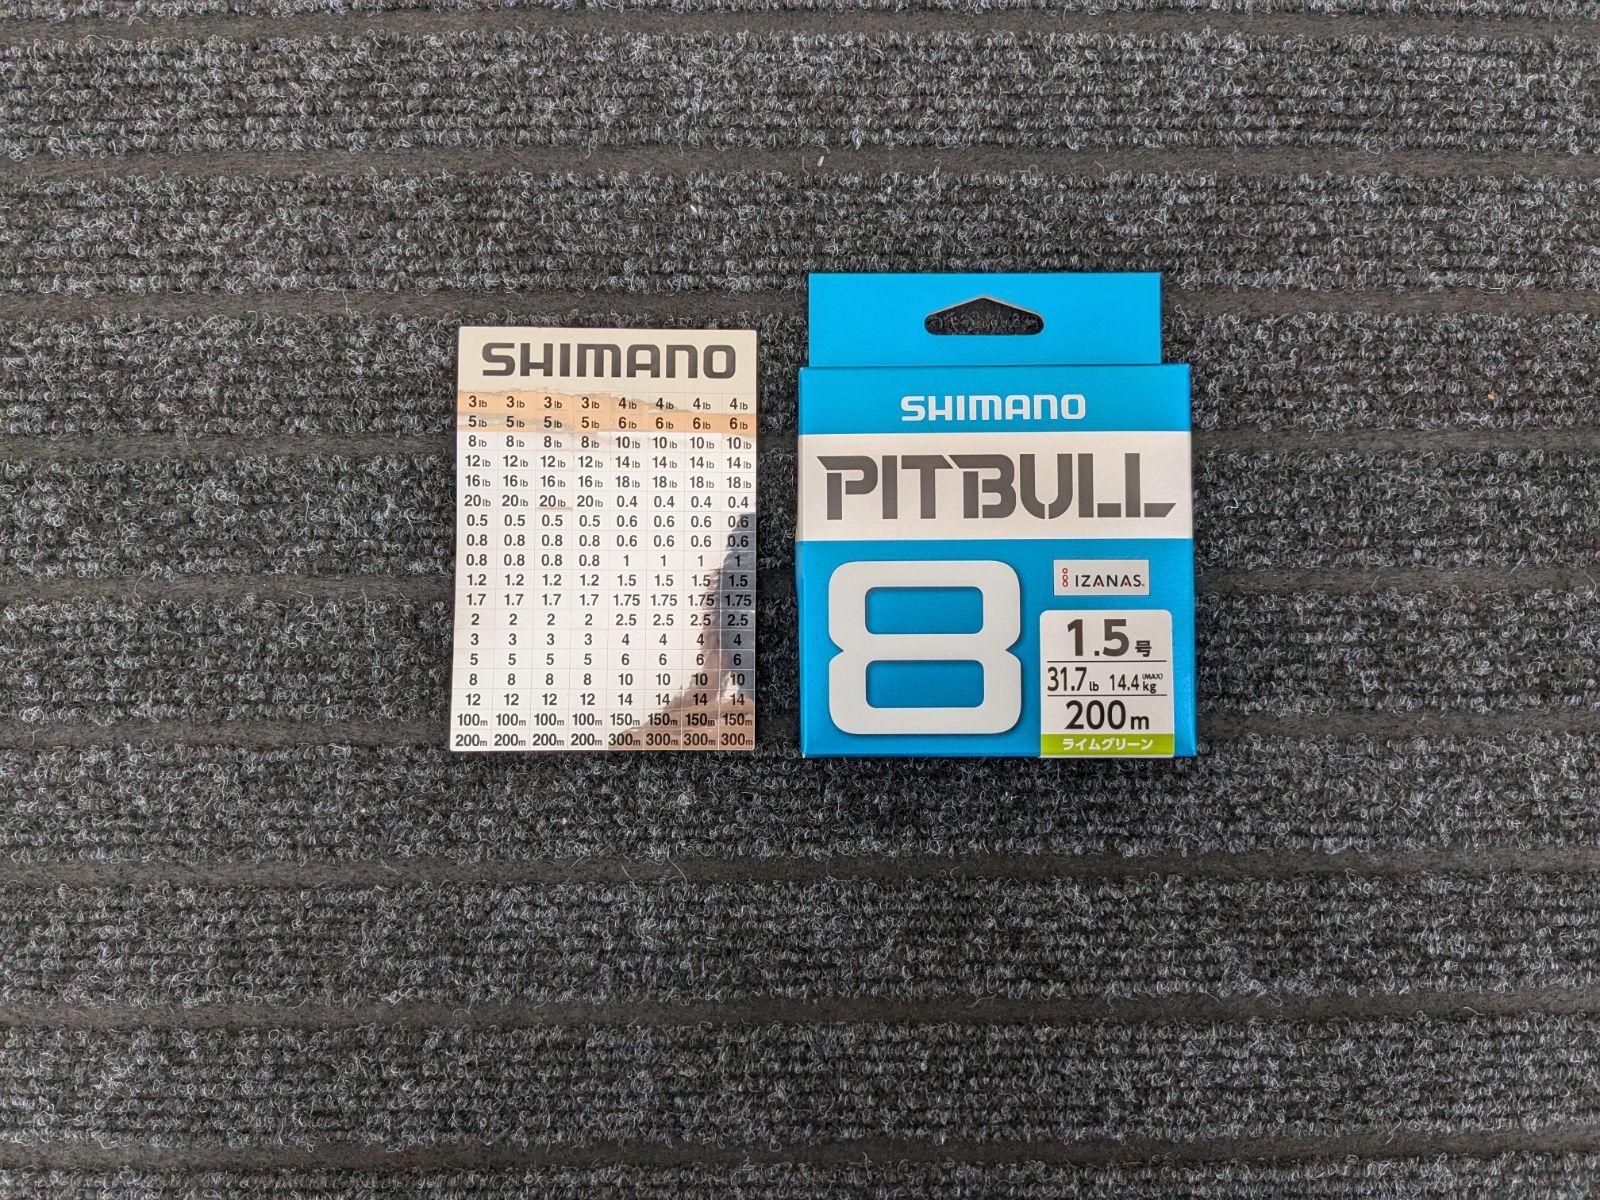 SHIMANO
3lb 3lb 3lb 3lb 4lb 4lb 4lb 4lb
5lb 5lb 5lb 5lb 6lb 6lb 6lb 6lb
8lb 8lb 8lb 8lb 10lb 10lb 10lb 10lb
12lb 12lb 12lb 12lb 14lb 14lb 14lb 14lb
16lb 16lb 16lb 16lb 18lb 18lb 18lb 18lb
20lb 20lb 20lb 20lb 0.4 0.4 0.4 0.4
0.5 0.5 0.5 0.5 0.6 0.6 0.6 0.6
0.8 0.8 0.8 0.8 0.6 0.6 0.6 0.6
0.8 0.8 0.8 0.8 1 1 1 1
1.2 1.2 1.2 1.2 1.5 1.5 1.5 1.5
1.7 1.7 1.7 1.7 1.75 1.75 1.75 1.75
2 2 2 2 2.5 2.5 2.5 2.5
3 3 3 3 4 4 4 4
5 5 5 5 6 6 6 6
8 8 8 8 10 10 10 10
12 12 12 12 14 14 14 14
100m 100m 100m 100m 150m 150m 150m 150m
200m 200m 200m 200m 300m 300m 300m 300m
SHIMANO
PITBULL
8
IZANAS
1.5号
31.7lb 14.4kg (MAX)
200m
ライムグリーン